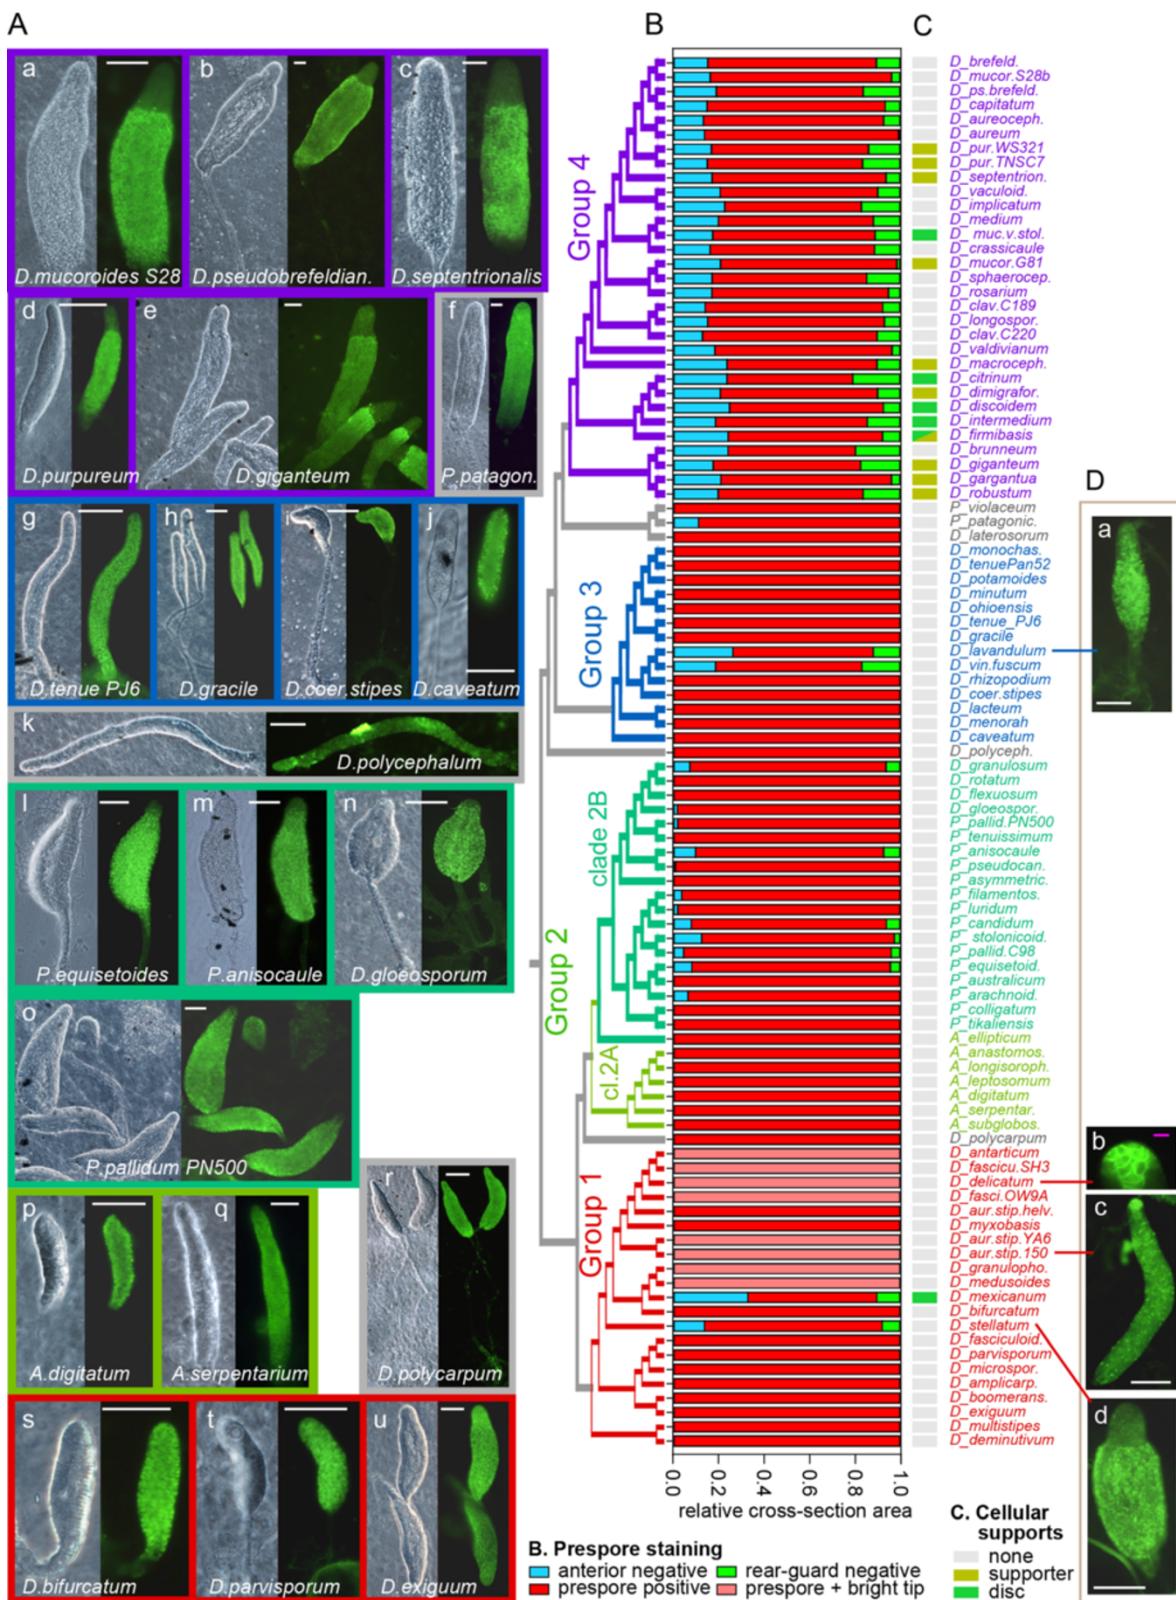 A
B
C
a
b
c
D.mucoroides S28
D.pseudobrefeldian.
D.septentrionalis
d
e
f
D.purpureum
D.giganteum
P.patagon.
g
h
i
j
D.tenue PJ6
D.gracile
D.coer.stipes
D.caveatum
k
D.polycephalum
l
m
n
P.equisetoides
P.anisocaule
D.gloeosporum
o
P.pallidum PN500
p
q
r
A.digitatum
A.serpentarium
D.polycarpum
s
t
u
D.bifurcatum
D.parvisporum
D.exiguum
Group 4
Group 3
Group 2
clade 2B
cl.2A
Group 1
D_brefeld.
D_mucor.S28b
D_ps.brefeld.
D_capitatum
D_aureoceph.
D_aureum
D_pur.WS321
D_pur.TNSC7
D_septentrion.
D_vaculoid.
D_implicatum
D_medium
D_ muc.v.stol.
D_crassicaule
D_mucor.G81
D_sphaerocep.
D_rosarium
D_clav.C189
D_longospor.
D_clav.C220
D_valdivianum
D_macroceph.
D_citrinum
D_dimigrafor.
D_discoidem
D_intermedium
D_firmibasis
D_brunneum
D_giganteum
D_gargantua
D_robustum
P_violaceum
P_patagonic.
D_laterosorum
D_monochas.
D_tenuePan52
D_potamoides
D_minutum
D_ohioensis
D_tenue_PJ6
D_gracile
D_lavandulum
D_vin.fuscum
D_rhizopodium
D_coer.stipes
D_lacteum
D_menorah
D_caveatum
D_polyceph.
D_granulosum
D_rotatum
D_flexuosum
D_gloeospor.
P_pallid.PN500
P_tenuissimum
P_anisocaule
P_pseudocan.
P_asymmetric.
P_filamentos.
P_luridum
P_candidum
P_ stolonicoid.
P_pallid.C98
P_equisetoid.
P_australicum
P_arachnoid.
P_colligatum
P_tikaliensis
A_ellipticum
A_anastomos.
A_longisoroph.
A_leptosomum
A_digitatum
A_serpentar.
A_subglobos.
D_polycarpum
D_antarticum
D_fascicu.SH3
D_delicatum
D_fasci.OW9A
D_aur.stip.helv.
D_myxobasis
D_aur.stip.YA6
D_aur.stip.150
D_granulopho.
D_medusoides
D_mexicanum
D_bifurcatum
D_stellatum
D_fasciculoid.
D_parvisporum
D_microspor.
D_amplicarp.
D_boomerans.
D_exiguum
D_multistipes
D_deminutivum
0.0
0.2
0.4
0.6
0.8
1.0
relative cross-section area
B. Prespore staining
anterior negative
rear-guard negative
prespore positive
prespore + bright tip
C. Cellular
supports
none
supporter
disc
D
a
b
c
d